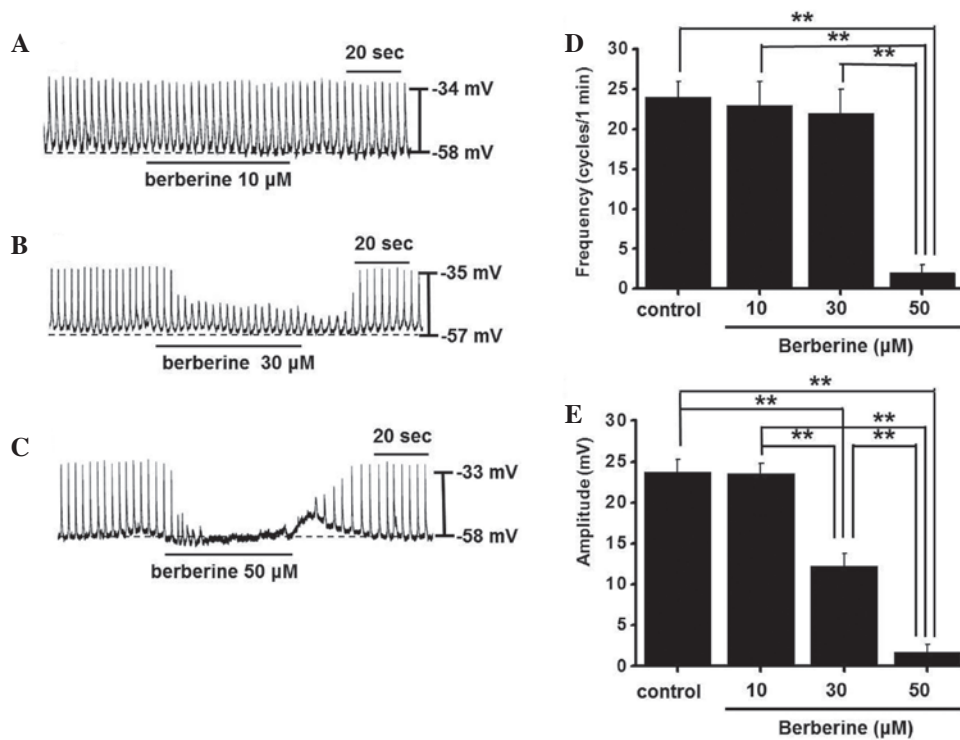 A
20 sec
-34 mV
-58 mV
berberine 10 µM
B
20 sec
-35 mV
-57 mV
berberine 30 µM
C
20 sec
-33 mV
-58 mV
berberine 50 µM
D
**
**
**
Frequency (cycles/1 min)
30
25
20
15
10
5
0
control 10 30 50
Berberine (µM)
E
**
**
**
**
**
Amplitude (mV)
30
25
20
15
10
5
0
control 10 30 50
Berberine (µM)